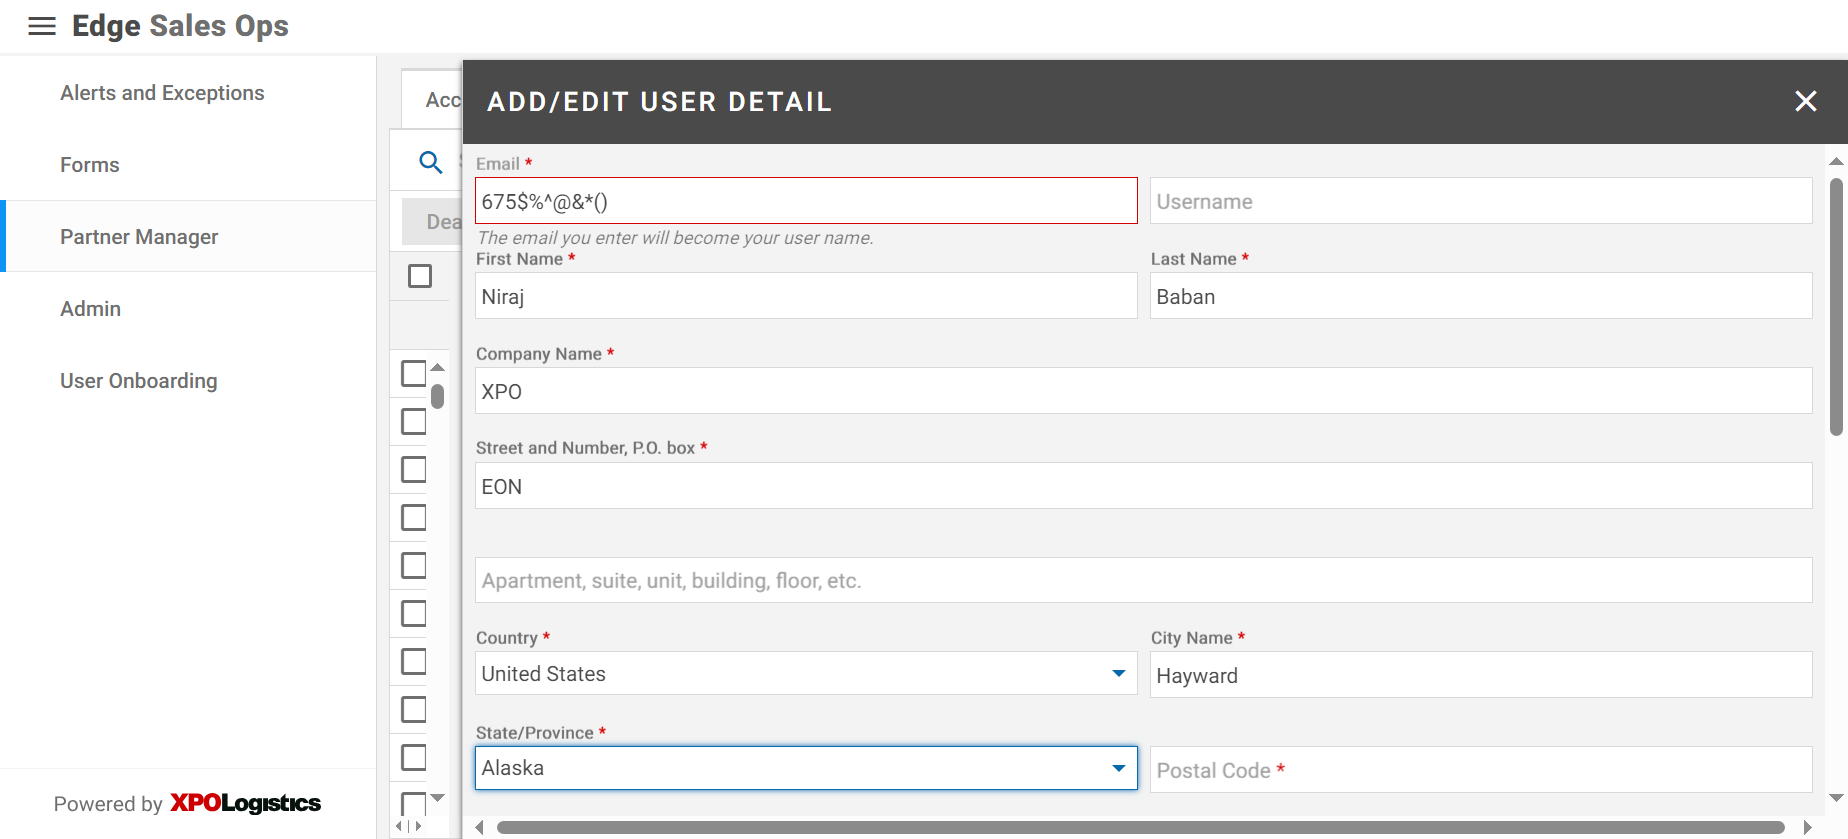 Edge Sales Ops
Alerts and Exceptions
Forms
Partner Manager
Admin
User Onboarding
Powered by XPOLogistics
Acc
Dea
ADD/EDIT USER DETAIL
Email *
675$%^@&*()
Username
The email you enter will become your user name.
First Name *
Last Name *
Niraj
Baban
Company Name *
XPO
Street and Number, P.O. box *
EON
Apartment, suite, unit, building, floor, etc.
Country *
City Name *
United States
Hayward
State/Province *
Alaska
Postal Code *